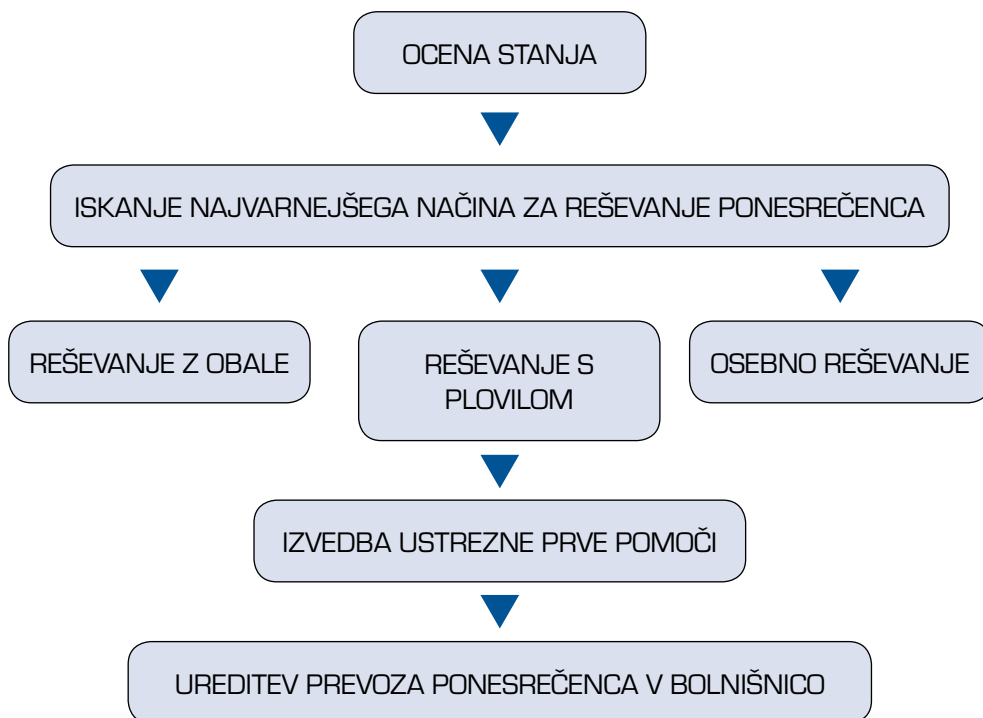 OCENA STANJA
ISKANJE NAJVARNEJŠEGA NAČINA ZA REŠEVANJE PONESREČENCA
REŠEVANJE Z OBALE
REŠEVANJE S
PLOVILOM
OSEBNO REŠEVANJE
IZVEDBA USTREZNE PRVE POMOČI
UREDITEV PREVOZA PONESREČENCA V BOLNIŠNICO